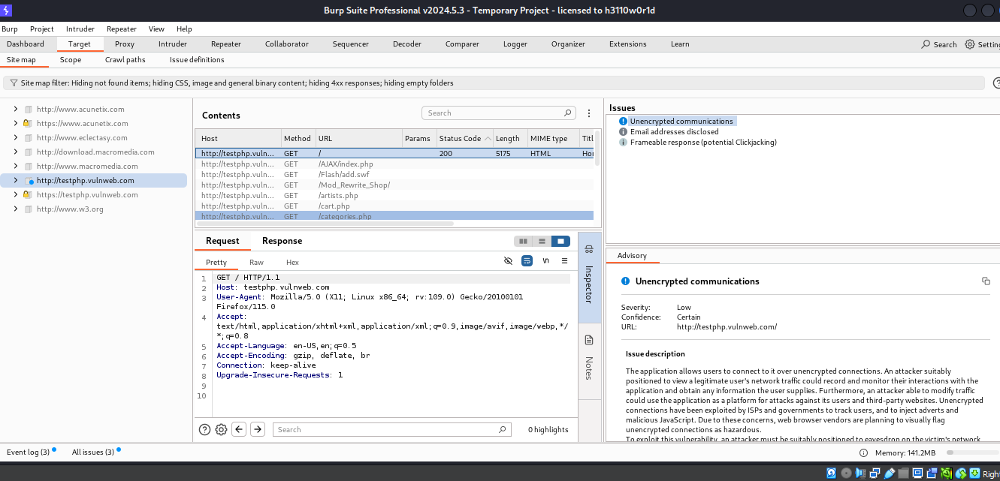 Burp Suite Professional v2024.5.3 - Temporary Project - licensed to h3110w0r1d
Burp Project Intruder Repeater View Help
Dashboard Target Proxy Intruder Repeater Collaborator Sequencer Decoder Comparer Logger Organizer Extensions Learn Search Setting
Site map Scope Crawl paths Issue definitions
Site map filter: Hiding not found items; hiding CSS, image and general binary content; hiding 4xx responses; hiding empty folders
http://www.acunetix.com
https://www.acunetix.com
http://www.eclectasy.com
http://download.macromedia.com
http://www.macromedia.com
http://testphp.vulnweb.com
https://testphp.vulnweb.com
http://www.w3.org
Contents
Search
Host Method URL Params Status Code Length MIME type Titl
http://testphp.vuln... GET / 200 5175 HTML Hor
http://testphp.vuln... GET /AJAX/index.php
http://testphp.vuln... GET /Flash/add.swf
http://testphp.vuln... GET /Mod_Rewrite_Shop/
http://testphp.vuln... GET /artists.php
http://testphp.vuln... GET /cart.php
http://testphp.vuln... GET /categories.php
Request Response
Pretty Raw Hex
\n
1 GET / HTTP/1.1
2 Host: testphp.vulnweb.com
3 User-Agent: Mozilla/5.0 (X11; Linux x86_64; rv:109.0) Gecko/20100101
Firefox/115.0
4 Accept:
text/html,application/xhtml+xml,application/xml;q=0.9,image/avif,image/webp,*/
*;q=0.8
5 Accept-Language: en-US,en;q=0.5
6 Accept-Encoding: gzip, deflate, br
7 Connection: keep-alive
8 Upgrade-Insecure-Requests: 1
9
10
Search
0 highlights
Inspector
Notes
Issues
Unencrypted communications
Email addresses disclosed
Frameable response (potential Clickjacking)
Advisory
Unencrypted communications
Severity: Low
Confidence: Certain
URL: http://testphp.vulnweb.com/
Issue description
The application allows users to connect to it over unencrypted connections. An attacker suitably
positioned to view a legitimate user's network traffic could record and monitor their interactions with the
application and obtain any information the user supplies. Furthermore, an attacker able to modify traffic
could use the application as a platform for attacks against its users and third-party websites. Unencrypted
connections have been exploited by ISPs and governments to track users, and to inject adverts and
malicious JavaScript. Due to these concerns, web browser vendors are planning to visually flag
unencrypted connections as hazardous.
To exploit this vulnerability, an attacker must be suitably positioned to eavesdrop on the victim's network
Event log (3) All issues (3)
Memory: 141.2MB
Righ